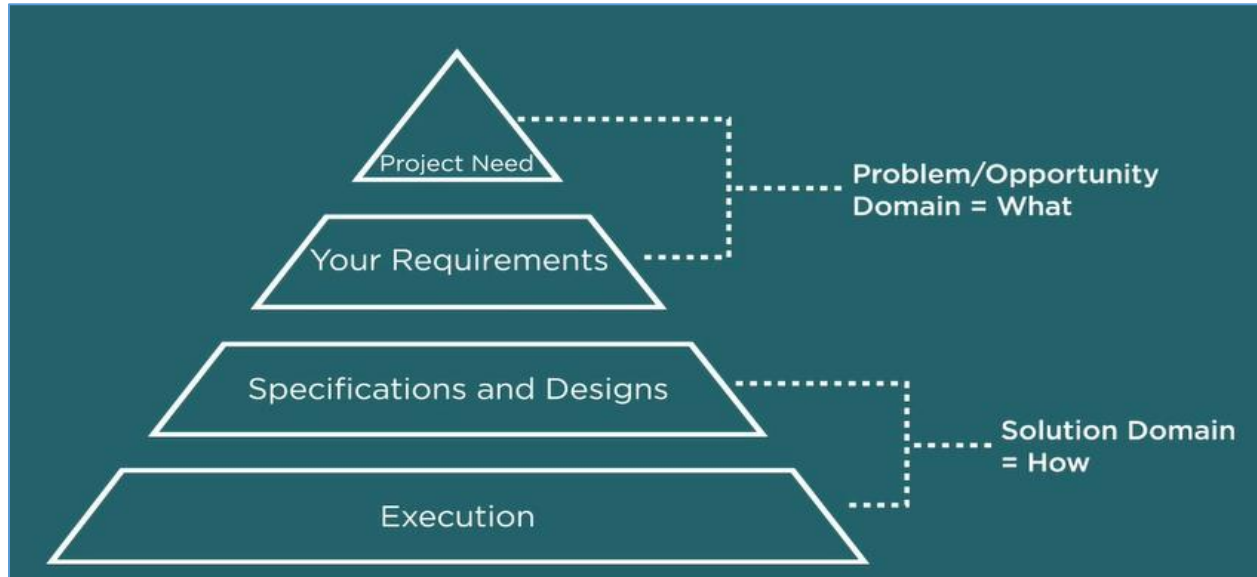 Project Need
Problem/Opportunity
Domain = What
Your Requirements
Specifications and Designs
Solution Domain
= How
Execution